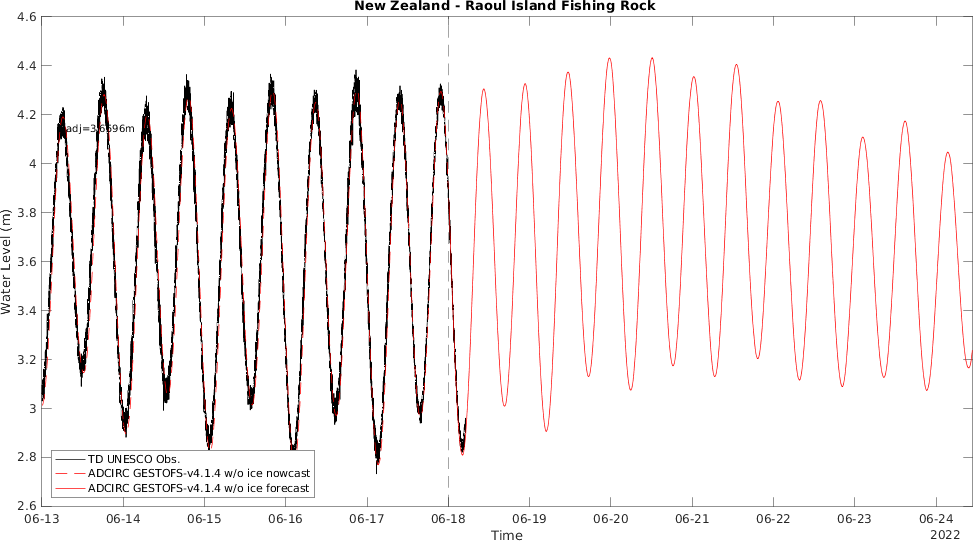 New Zealand - Raoul Island Fishing Rock
4.6
4.4
4.2
4
3.8
3.6
3.4
3.2
3
2.8
2.6
Water Level (m)
adj=3.6696m
TD UNESCO Obs.
ADCIRC GESTOFS-v4.1.4 w/o ice nowcast
ADCIRC GESTOFS-v4.1.4 w/o ice forecast
06-13 06-14 06-15 06-16 06-17 06-18 06-19 06-20 06-21 06-22 06-23 06-24
2022
Time